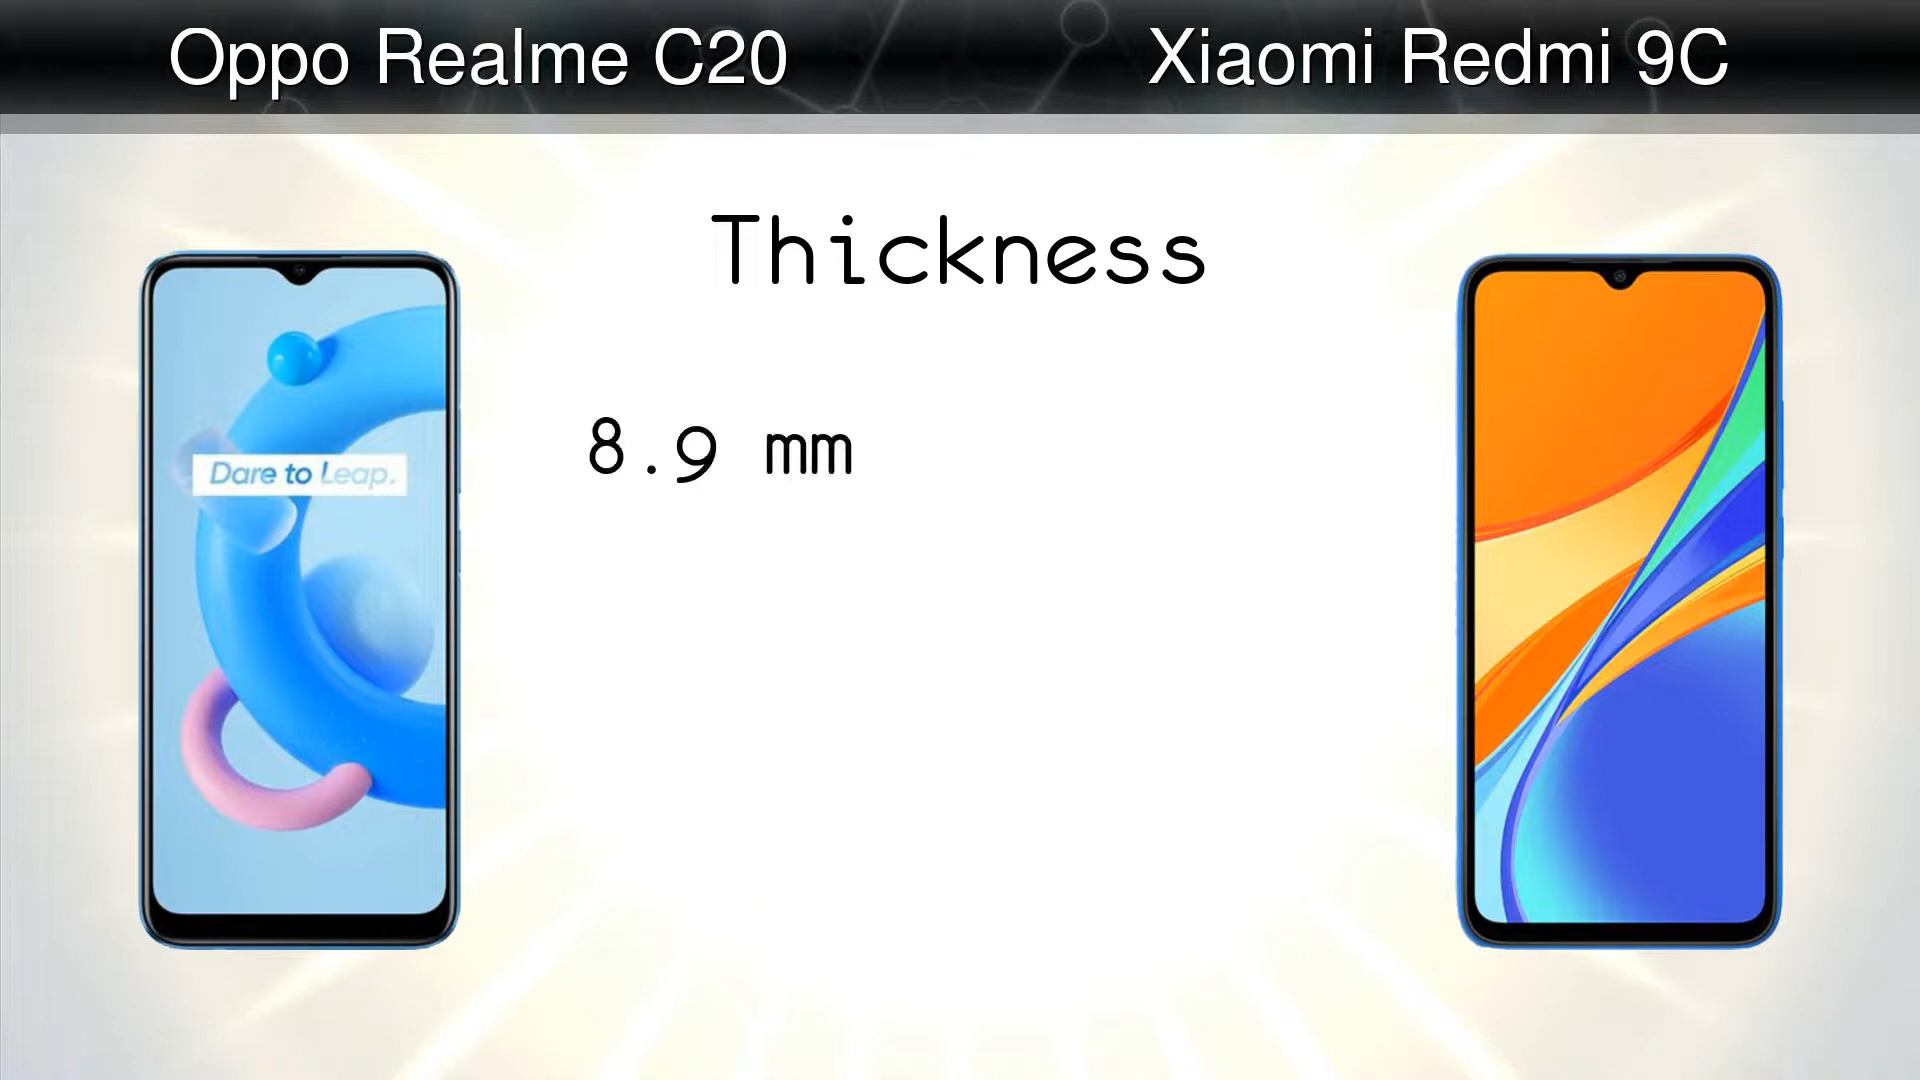 Oppo Realme C20
Xiaomi Redmi 9C
Thickness
8.9 mm
Dare to Leap.